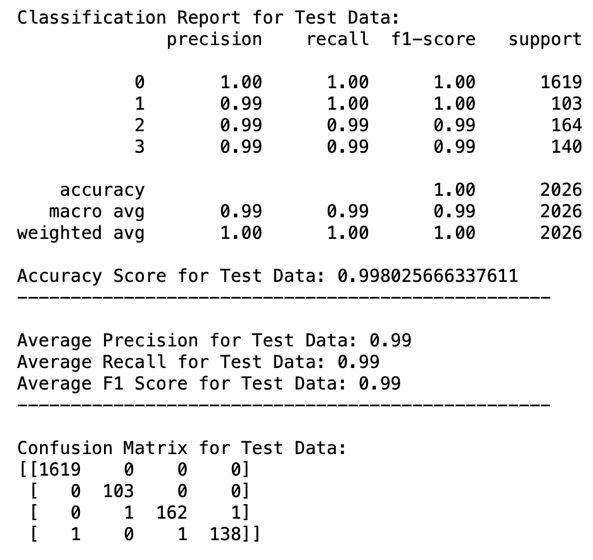 Classification Report for Test Data:
precision recall f1-score support
0 1.00 1.00 1.00 1619
1 0.99 1.00 1.00 103
2 0.99 0.99 0.99 164
3 0.99 0.99 0.99 140
accuracy 1.00 2026
macro avg 0.99 0.99 0.99 2026
weighted avg 1.00 1.00 1.00 2026
Accuracy Score for Test Data: 0.998025666337611
--------------------------------------------------
Average Precision for Test Data: 0.99
Average Recall for Test Data: 0.99
Average F1 Score for Test Data: 0.99
--------------------------------------------------
Confusion Matrix for Test Data:
[[1619 0 0 0]
[ 0 103 0 0]
[ 0 1 162 1]
[ 1 0 1 138]]